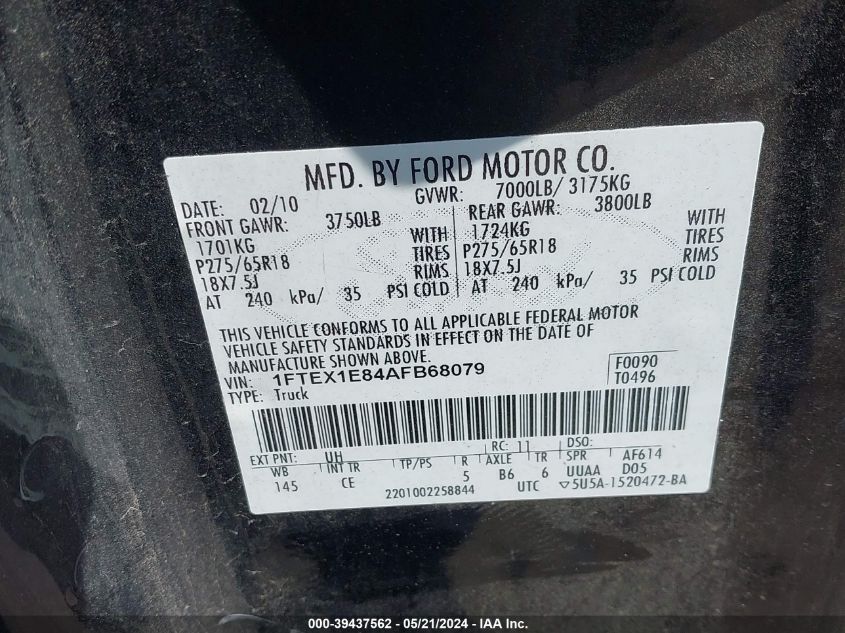 MFD. BY FORD MOTOR CO.
DATE: 02/10 GVWR: 7000LB/ 3175KG
FRONT GAWR: 3750LB REAR GAWR: 3800LB
1701KG WITH 1724KG WITH
P275/65R18 TIRES P275/65R18 TIRES
18X7.5J RIMS 18X7.5J RIMS
AT 240 kPa/ 35 PSI COLD AT 240 kPa/ 35 PSI COLD
THIS VEHICLE CONFORMS TO ALL APPLICABLE FEDERAL MOTOR
VEHICLE SAFETY STANDARDS IN EFFECT ON THE DATE OF
MANUFACTURE SHOWN ABOVE.
VIN: 1FTEX1E84AFB68079 F0090
TYPE: Truck T0496
EXT PNT: UH RC: 11 DSO:
WB INT TR TP/PS R AXLE TR SPR AF614
145 CE 5 B6 6 UUAA D05
2201002258844 UTC ▽5U5A-1520472-BA
000-39437562 - 05/21/2024 - IAA Inc.